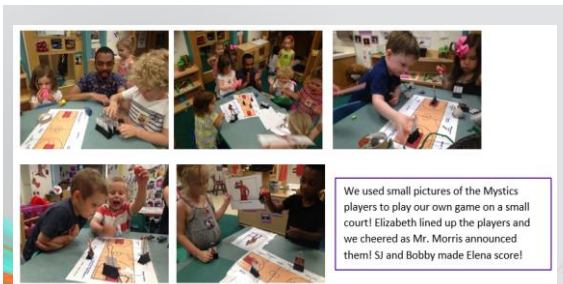 We used small pictures of the Mystics
players to play our own game on a small
court! Elizabeth lined up the players and
we cheered as Mr. Morris announced
them! SJ and Bobby made Elena score!